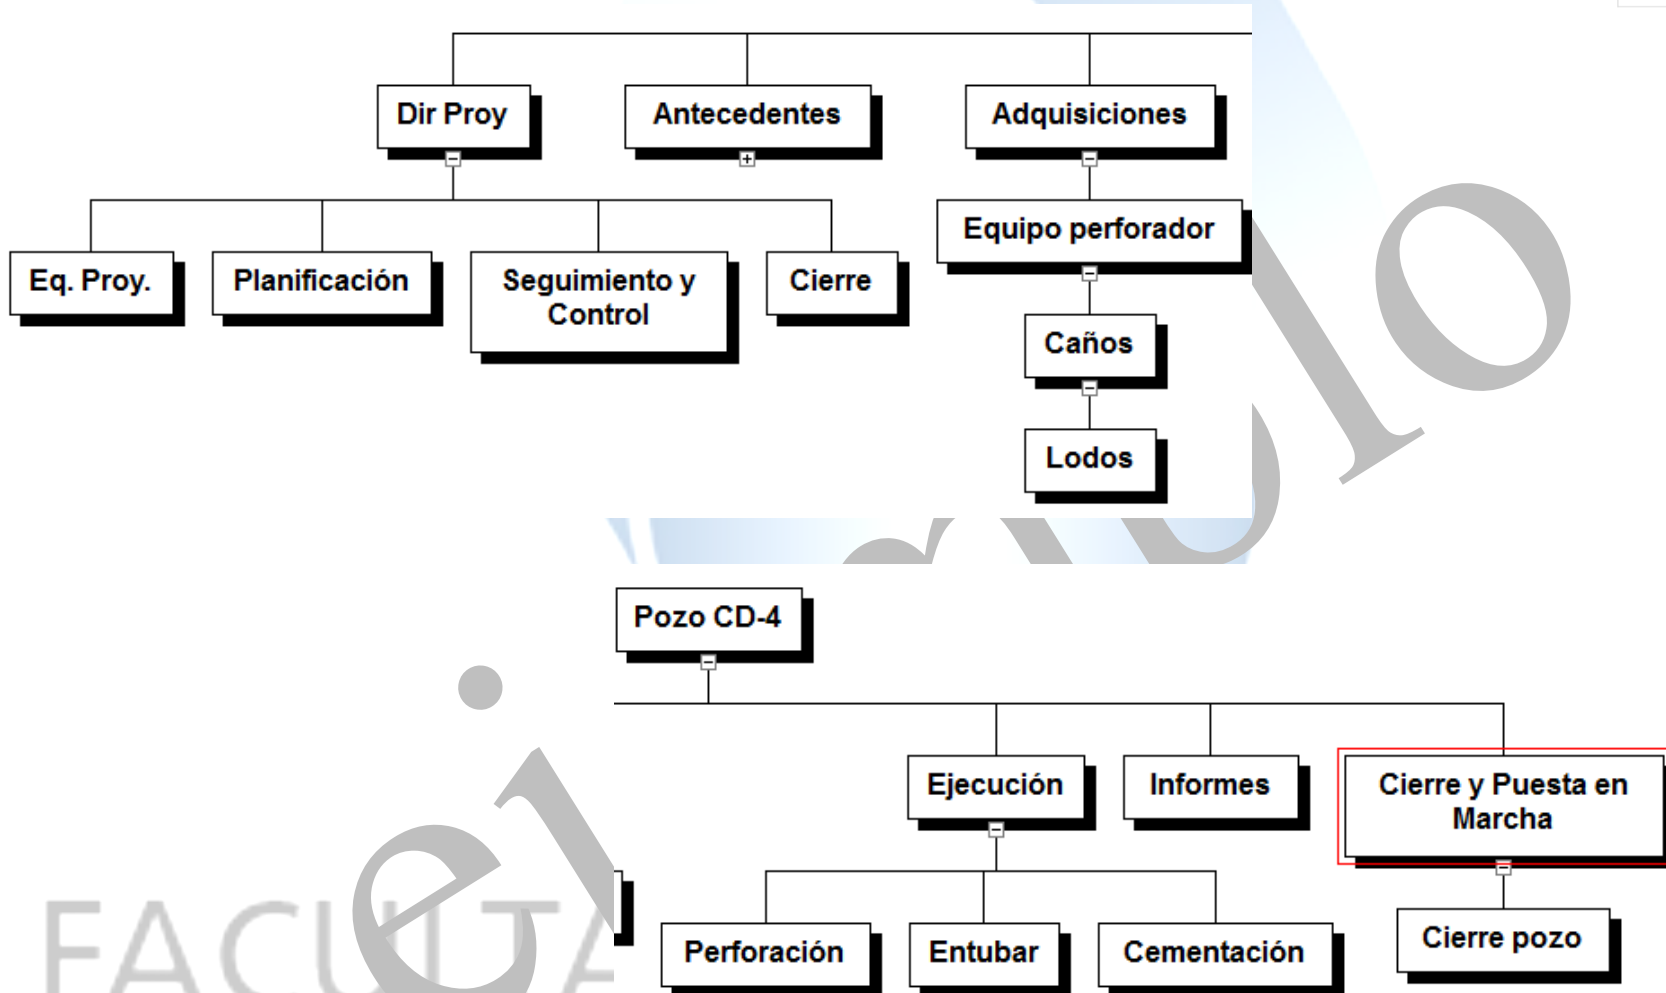 Dir Proy
Antecedentes
Adquisiciones
Equipo perforador
Eq. Proy.
Planificación
Seguimiento y
Control
Cierre
Caños
Lodos
Pozo CD-4
Ejecución
Informes
Cierre y Puesta en
Marcha
Perforación
Entubar
Cementación
Cierre pozo
FACULTA